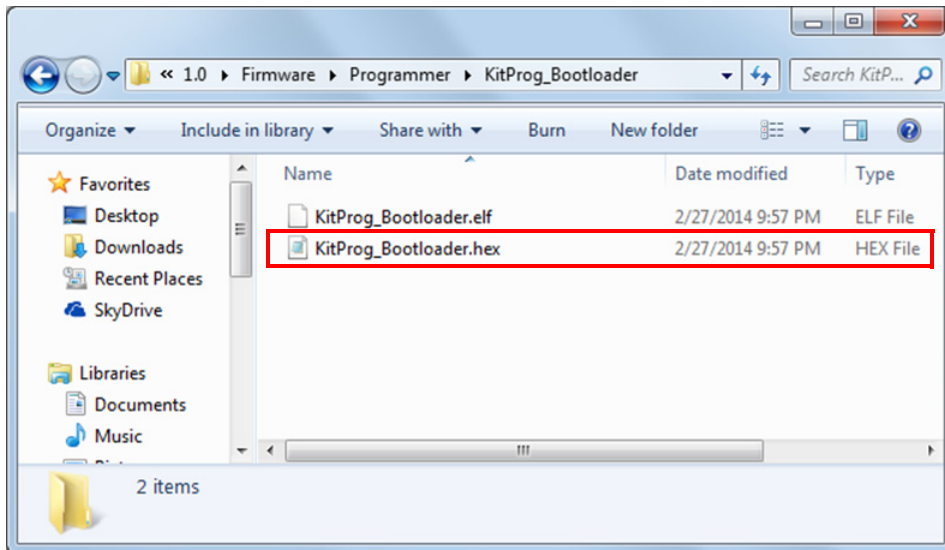 « 1.0 ▸ Firmware ▸ Programmer ▸ KitProg_Bootloader
Search KitP...
Organize ▾ Include in library ▾ Share with ▾ Burn New folder
Favorites
Desktop
Downloads
Recent Places
SkyDrive
Libraries
Documents
Music
Name Date modified Type
KitProg_Bootloader.elf 2/27/2014 9:57 PM ELF File
KitProg_Bootloader.hex 2/27/2014 9:57 PM HEX File
2 items